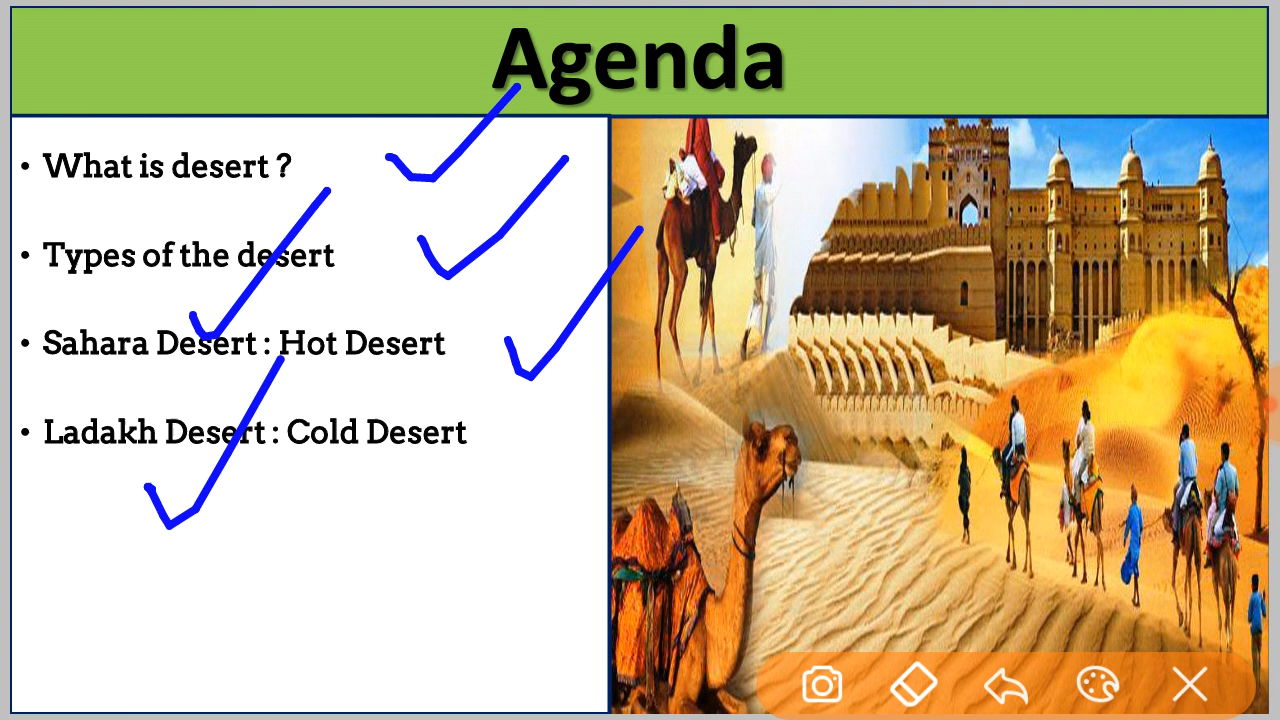 Agenda
• What is desert ?
• Types of the desert
• Sahara Desert : Hot Desert
• Ladakh Desert : Cold Desert